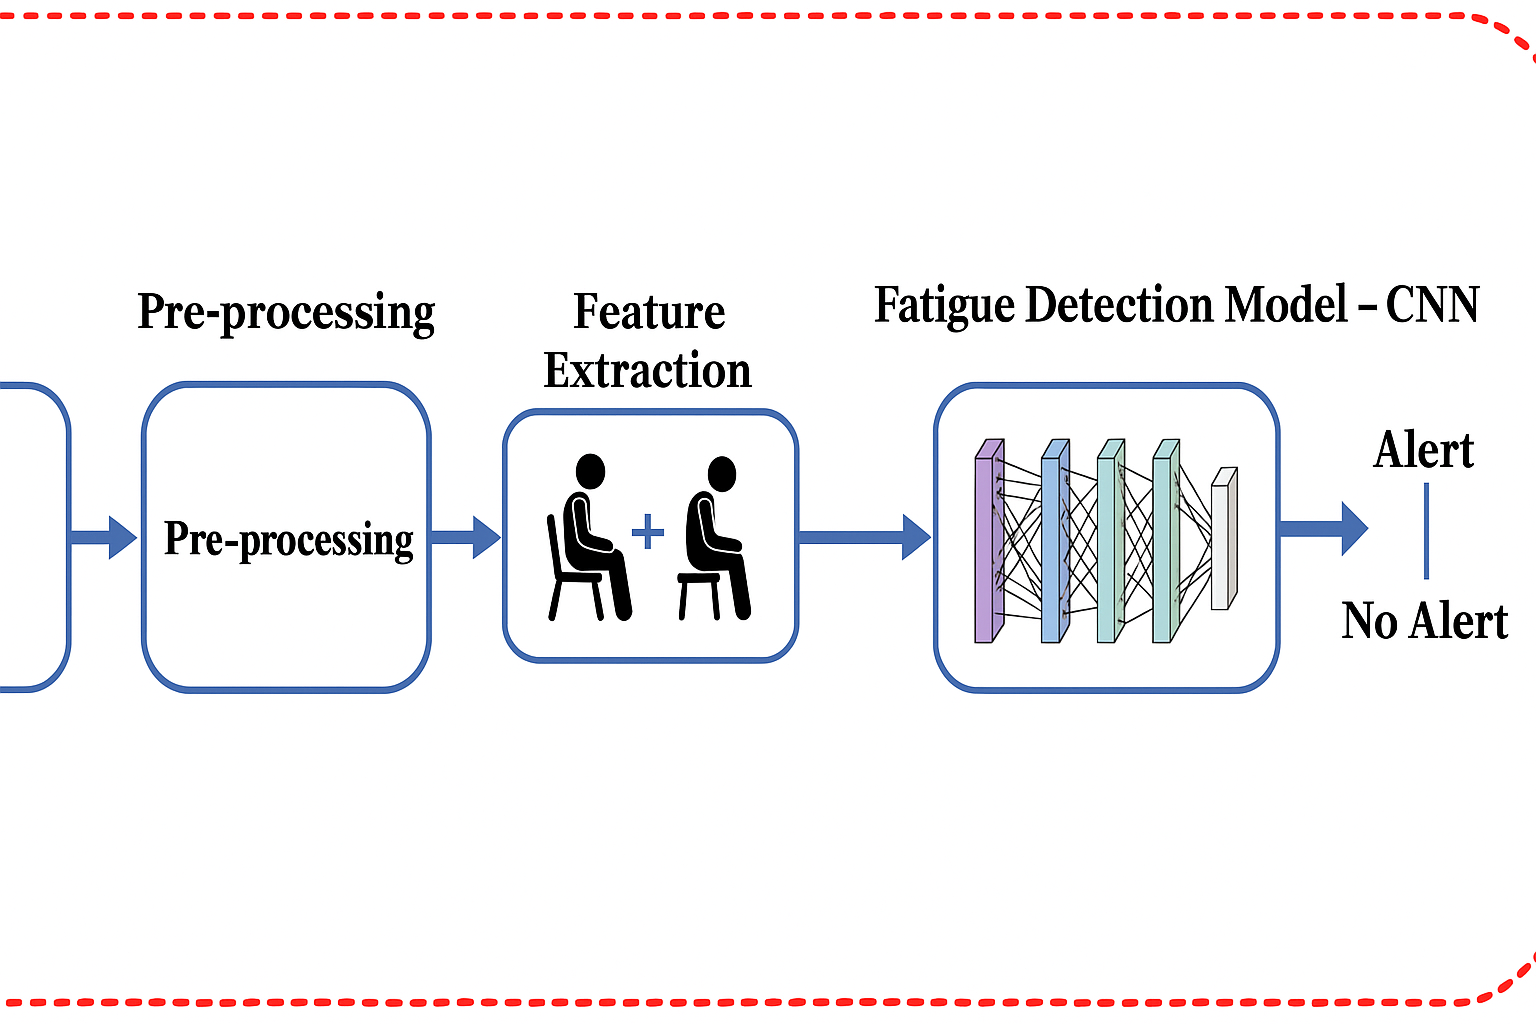 Pre-processing
Feature
Extraction
Fatigue Detection Model – CNN
Pre-processing
Alert
No Alert